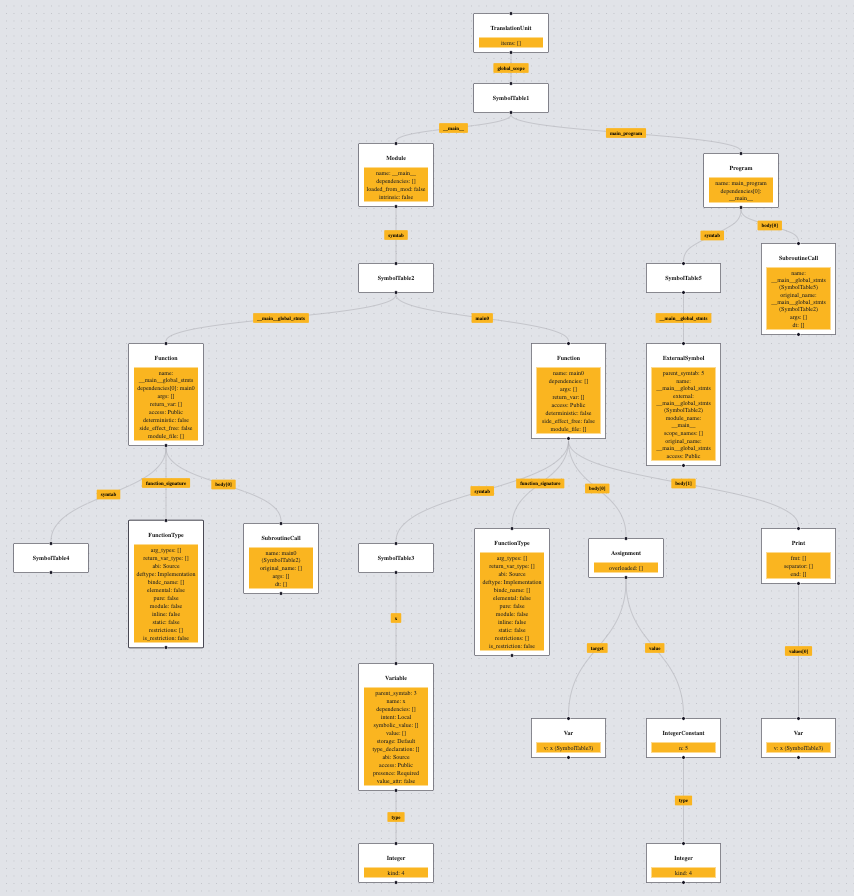 TranslationUnit
items: []
global_scope
SymbolTable1
__main__
main_program
Module
name: __main__
dependencies: []
loaded_from_mod: false
intrinsic: false
Program
name: main_program
dependencies[0]:
__main__
symtab
symtab
body[0]
SymbolTable2
SymbolTable5
SubroutineCall
name:
__main__global_stmts
(SymbolTable5)
original_name:
__main__global_stmts
(SymbolTable2)
args: []
dt: []
__main__global_stmts
main0
__main__global_stmts
Function
name:
__main__global_stmts
dependencies[0]: main0
args: []
return_var: []
access: Public
deterministic: false
side_effect_free: false
module_file: []
Function
name: main0
dependencies: []
args: []
return_var: []
access: Public
deterministic: false
side_effect_free: false
module_file: []
ExternalSymbol
parent_symtab: 5
name:
__main__global_stmts
external:
__main__global_stmts
(SymbolTable2)
module_name:
__main__
scope_names: []
original_name:
__main__global_stmts
access: Public
symtab
function_signature
body[0]
symtab
function_signature
body[0]
body[1]
SymbolTable4
FunctionType
arg_types: []
return_var_type: []
abi: Source
deftype: Implementation
bindc_name: []
elemental: false
pure: false
module: false
inline: false
static: false
restrictions: []
is_restriction: false
SubroutineCall
name: main0
(SymbolTable2)
original_name: []
args: []
dt: []
SymbolTable3
FunctionType
arg_types: []
return_var_type: []
abi: Source
deftype: Implementation
bindc_name: []
elemental: false
pure: false
module: false
inline: false
static: false
restrictions: []
is_restriction: false
Assignment
overloaded: []
Print
fmt: []
separator: []
end: []
x
target
value
values[0]
Variable
parent_symtab: 3
name: x
dependencies: []
intent: Local
symbolic_value: []
value: []
storage: Default
type_declaration: []
abi: Source
access: Public
presence: Required
value_attr: false
Var
v: x (SymbolTable3)
IntegerConstant
n: 5
Var
v: x (SymbolTable3)
type
type
Integer
kind: 4
Integer
kind: 4